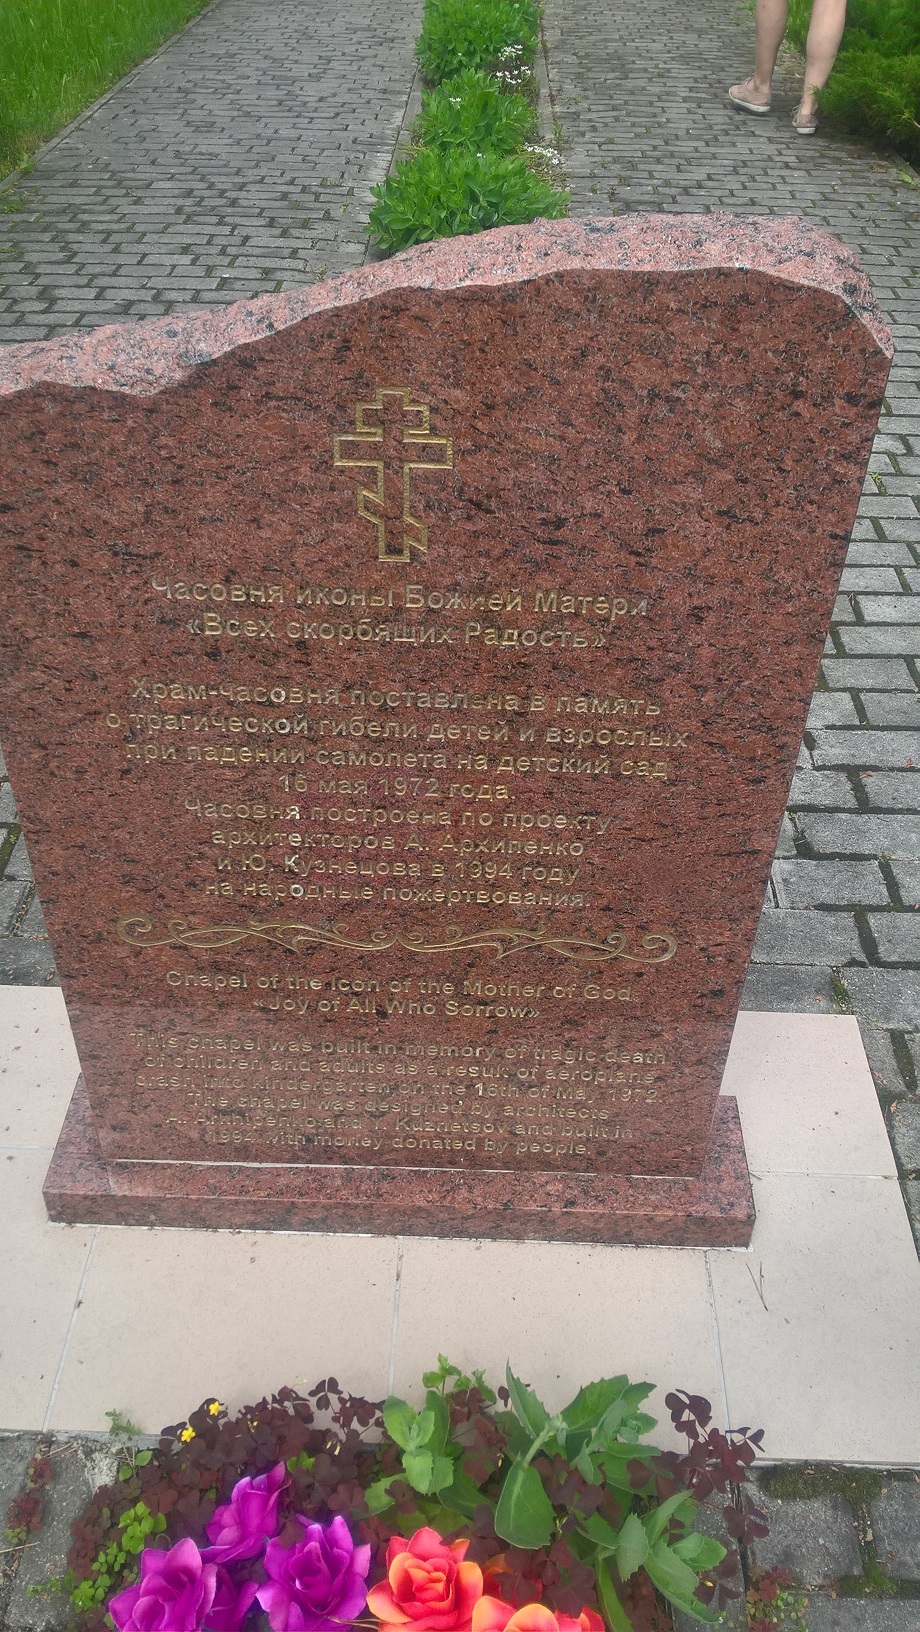 Часовня иконы Божией Матери
«Всех скорбящих Радость»
Храм-часовня поставлена в память
о трагической гибели детей и взрослых
при падении самолета на детский сад
16 мая 1972 года.
Часовня построена по проекту
архитекторов А. Архипенко
и Ю. Кузнецова в 1994 году
на народные пожертвования.
Chapel of the Icon of the Mother of God
«Joy of All Who Sorrow»
This chapel was built in memory of tragic death
of children and adults as a result of aeroplane
crash into kindergarten on the 16th of May 1972.
The chapel was designed by architects
A. Arkhipenko and Y. Kuznetsov and built in
1994 with money donated by people.